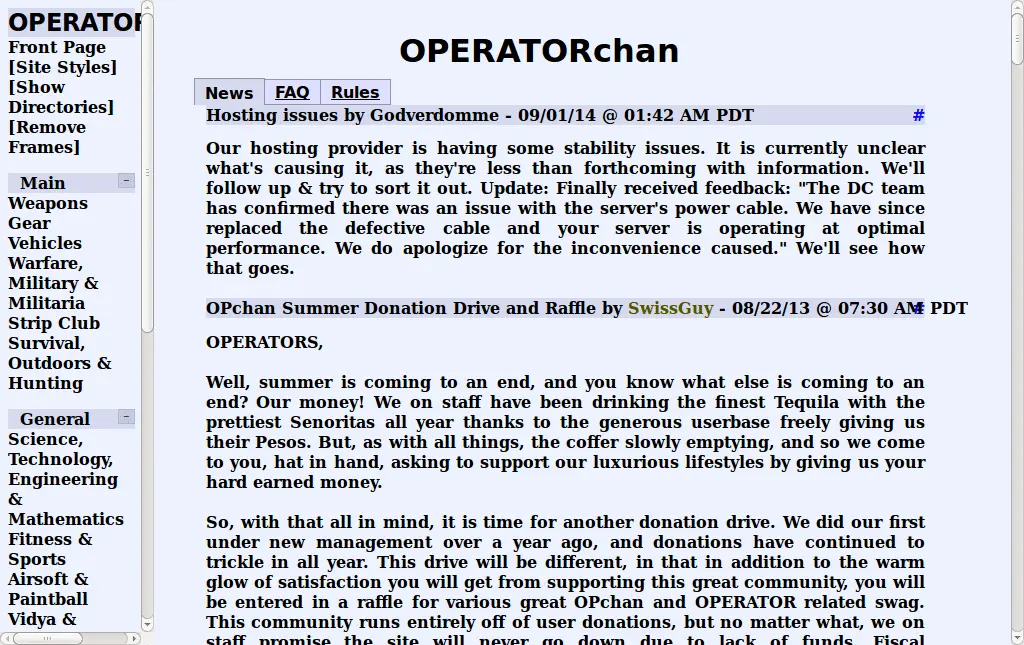 OPERATOR
Front Page
[Site Styles]
[Show
Directories]
[Remove
Frames]
Main
Weapons
Gear
Vehicles
Warfare,
Military &
Militaria
Strip Club
Survival,
Outdoors &
Hunting
General
Science,
Technology,
Engineering
&
Mathematics
Fitness &
Sports
Airsoft &
Paintball
Vidya &
OPERATORchan
News FAQ Rules
Hosting issues by Godverdomme - 09/01/14 @ 01:42 AM PDT #
Our hosting provider is having some stability issues. It is currently unclear
what's causing it, as they're less than forthcoming with information. We'll
follow up & try to sort it out. Update: Finally received feedback: "The DC team
has confirmed there was an issue with the server's power cable. We have since
replaced the defective cable and your server is operating at optimal
performance. We do apologize for the inconvenience caused." We'll see how
that goes.
OPchan Summer Donation Drive and Raffle by SwissGuy - 08/22/13 @ 07:30 AM PDT #
OPERATORS,
Well, summer is coming to an end, and you know what else is coming to an
end? Our money! We on staff have been drinking the finest Tequila with the
prettiest Senoritas all year thanks to the generous userbase freely giving us
their Pesos. But, as with all things, the coffer slowly emptying, and so we come
to you, hat in hand, asking to support our luxurious lifestyles by giving us your
hard earned money.
So, with that all in mind, it is time for another donation drive. We did our first
under new management over a year ago, and donations have continued to
trickle in all year. This drive will be different, in that in addition to the warm
glow of satisfaction you will get from supporting this great community, you will
be entered in a raffle for various great OPchan and OPERATOR related swag.
This community runs entirely off of user donations, but no matter what, we on
staff promise the site will never go down due to lack of funds. Fiscal